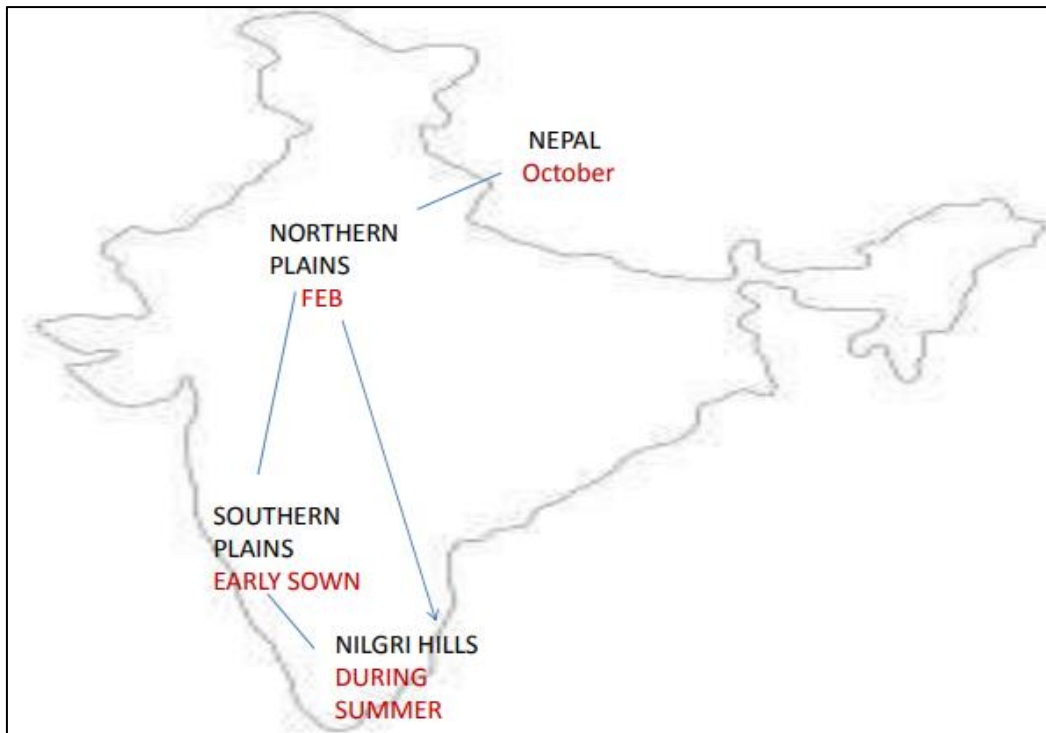 NEPAL
October
NORTHERN
PLAINS
FEB
SOUTHERN
PLAINS
EARLY SOWN
NILGRI HILLS
DURING
SUMMER